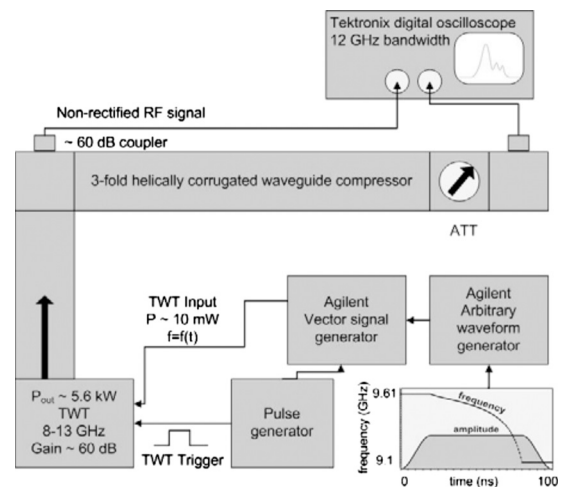 Tektronix digital oscilloscope
12 GHz bandwidth
Non-rectified RF signal
~ 60 dB coupler
3-fold helically corrugated waveguide compressor
ATT
TWT Input
P ~ 10 mW
f=f(t)
Agilent
Vector signal
generator
Agilent
Arbitrary
waveform
generator
Pout ~ 5.6 kW
TWT
8-13 GHz
Gain ~ 60 dB
TWT Trigger
Pulse
generator
frequency (GHz)
9.61
9.1
frequency
amplitude
0 time (ns) 100